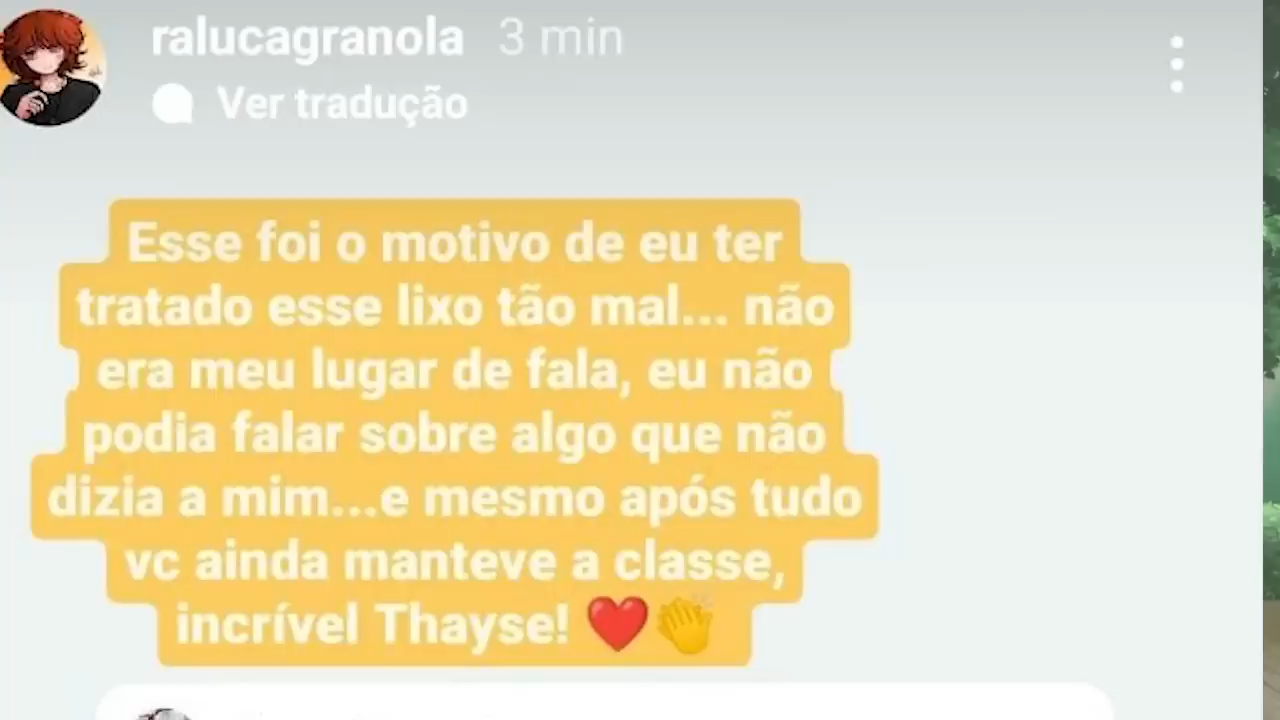 ralucagranola 3 min
Ver tradução
Esse foi o motivo de eu ter
tratado esse lixo tão mal... não
era meu lugar de fala, eu não
podia falar sobre algo que não
dizia a mim...e mesmo após tudo
vc ainda manteve a classe,
incrível Thayse! ❤️👏